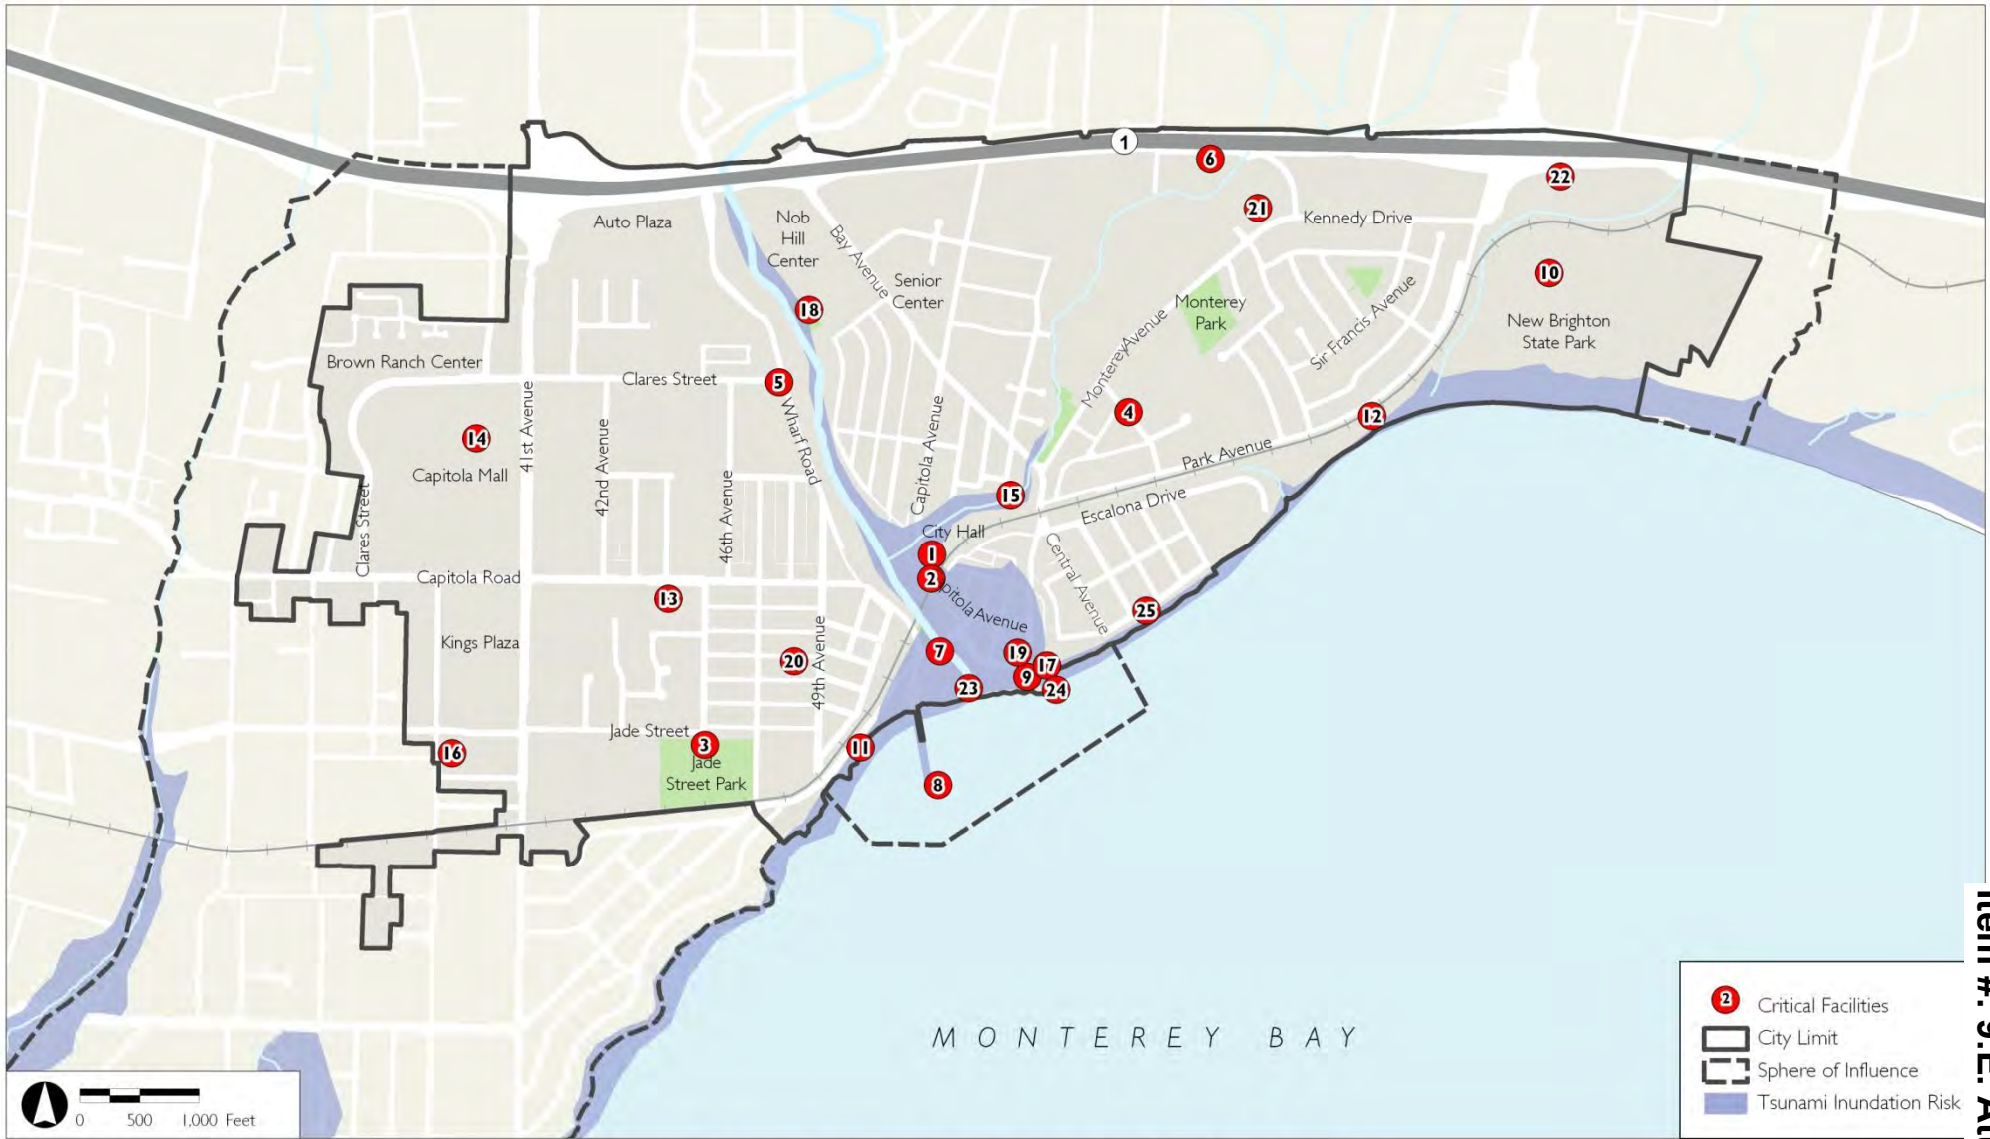 1
6
22
21
Auto Plaza
Nob
Hill
Center
Bay Avenue
Kennedy Drive
10
Senior
Center
18
Monterey
Park
Monterey Avenue
Sir Francis Avenue
New Brighton
State Park
Brown Ranch Center
Clares Street
5
41st Avenue
Wharf Road
Capitola Avenue
4
12
14
Capitola Mall
42nd Avenue
46th Avenue
Park Avenue
Clares Street
15
Escalona Drive
City Hall
1
Central Avenue
Capitola Road
2
pitola Avenue
13
25
Kings Plaza
49th Avenue
20
7
19
17
9
23
24
Jade Street
3
16
11
Jade
Street Park
8
MONTEREY BAY
2 Critical Facilities
City Limit
Sphere of Influence
Tsunami Inundation Risk
0 500 1,000 Feet
Item #: 9.E. At